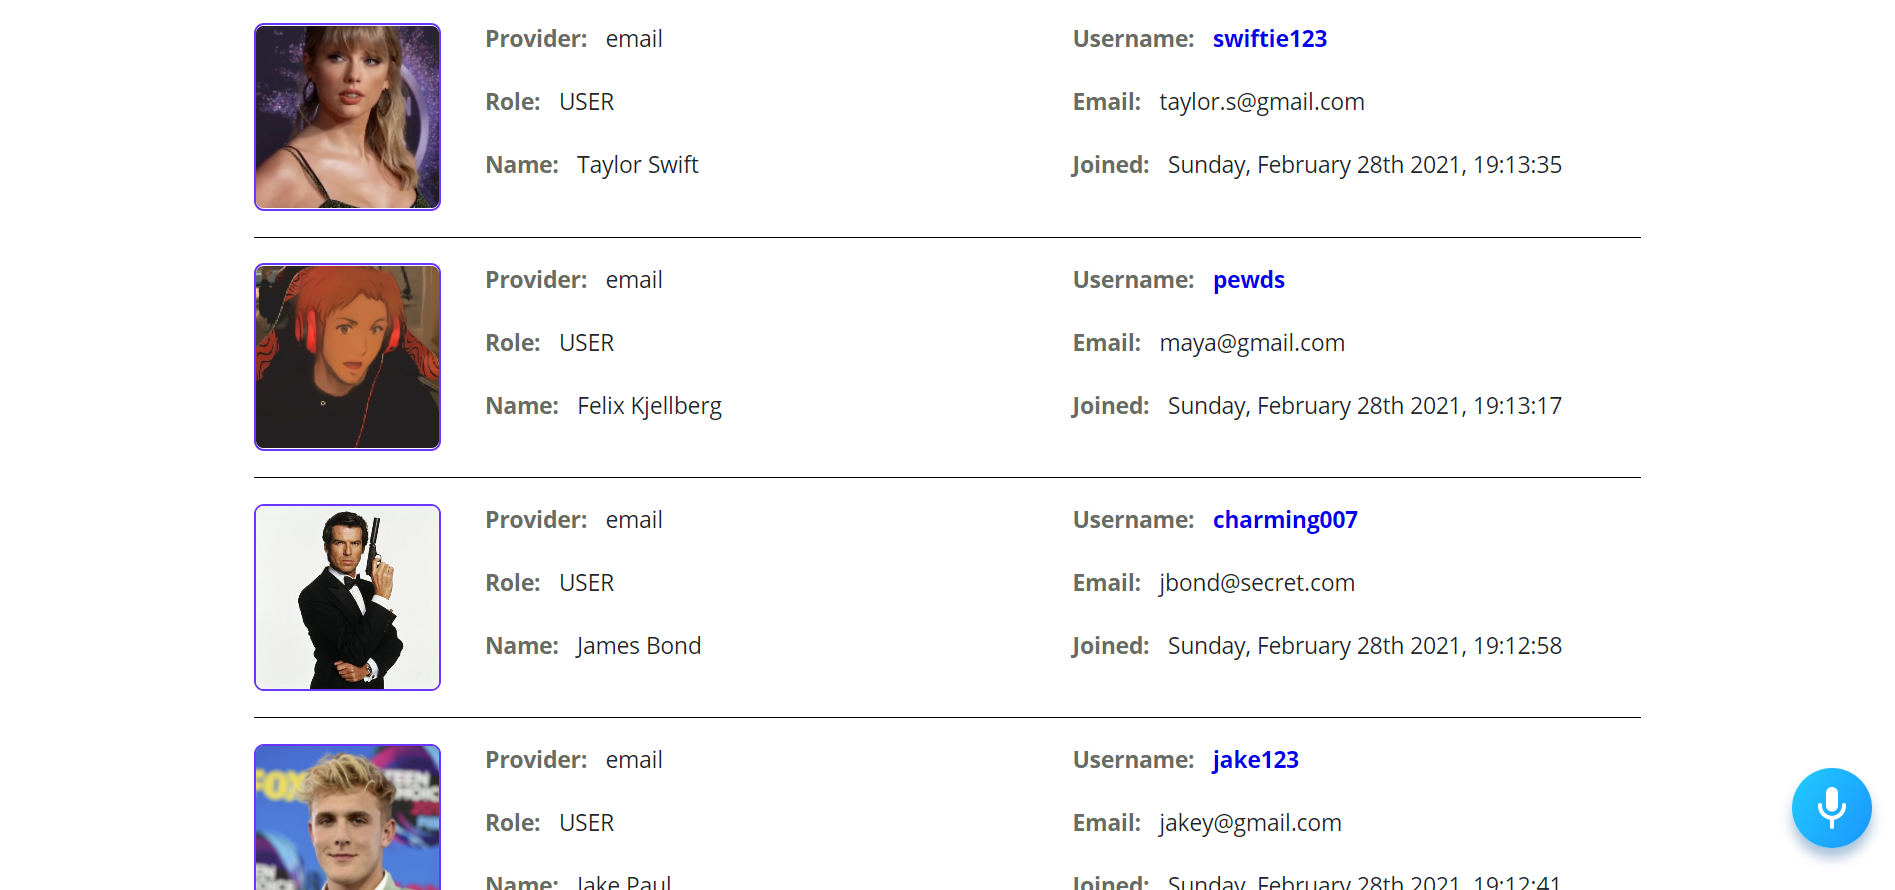 Provider: email
Username: swiftie123
Role: USER
Email: taylor.s@gmail.com
Name: Taylor Swift
Joined: Sunday, February 28th 2021, 19:13:35
Provider: email
Username: pewds
Role: USER
Email: maya@gmail.com
Name: Felix Kjellberg
Joined: Sunday, February 28th 2021, 19:13:17
Provider: email
Username: charming007
Role: USER
Email: jbond@secret.com
Name: James Bond
Joined: Sunday, February 28th 2021, 19:12:58
FOX
TEEN
Provider: email
Username: jake123
Role: USER
Email: jakey@gmail.com
Name: Jake Paul
Joined: Sunday, February 28th 2021, 19:12:41